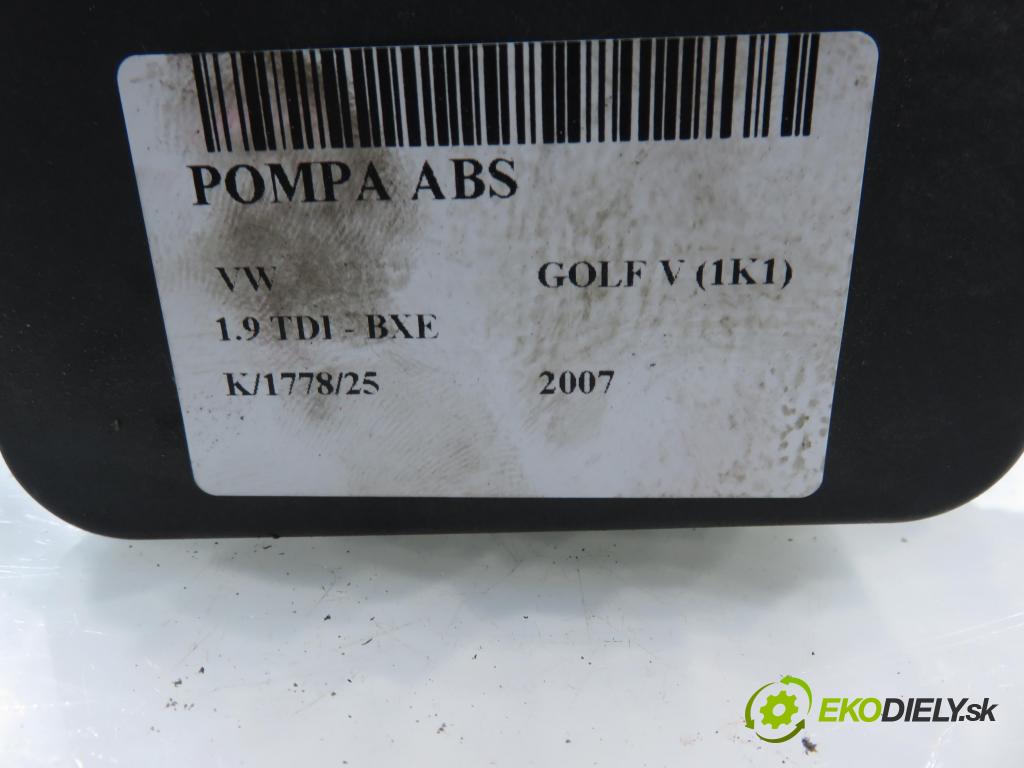 POMPA ABS
VW GOLF V (1K1)
1.9 TDI - BXE
K/1778/25 2007
EKODIELY.sk